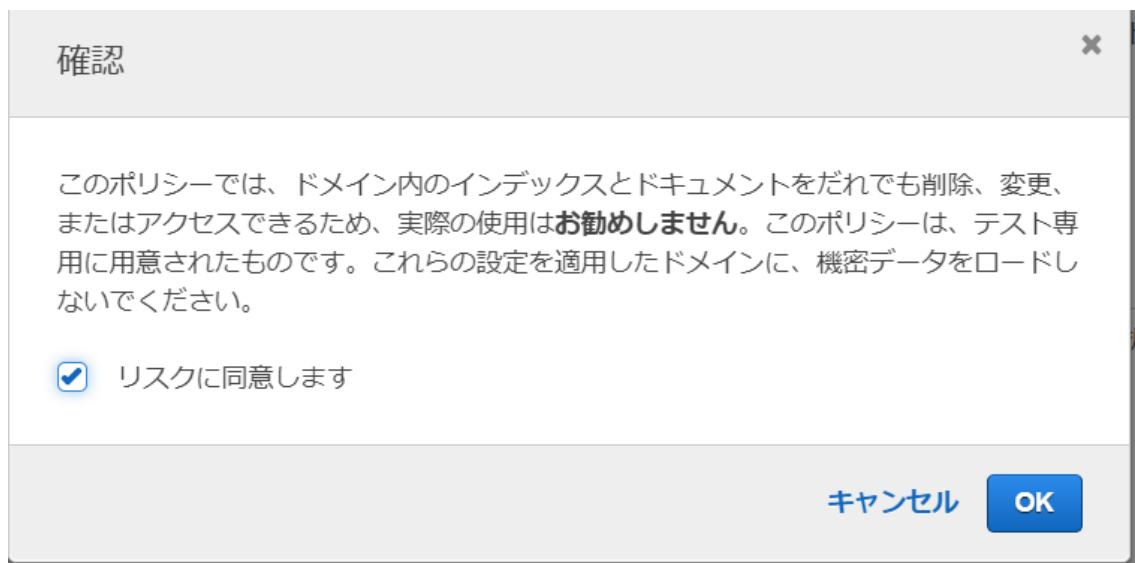 確認
このポリシーでは、ドメイン内のインデックスとドキュメントをだれでも削除、変更、
またはアクセスできるため、実際の使用はお勧めしません。このポリシーは、テスト専
用に用意されたものです。これらの設定を適用したドメインに、機密データをロードし
ないでください。
リスクに同意します
キャンセル OK